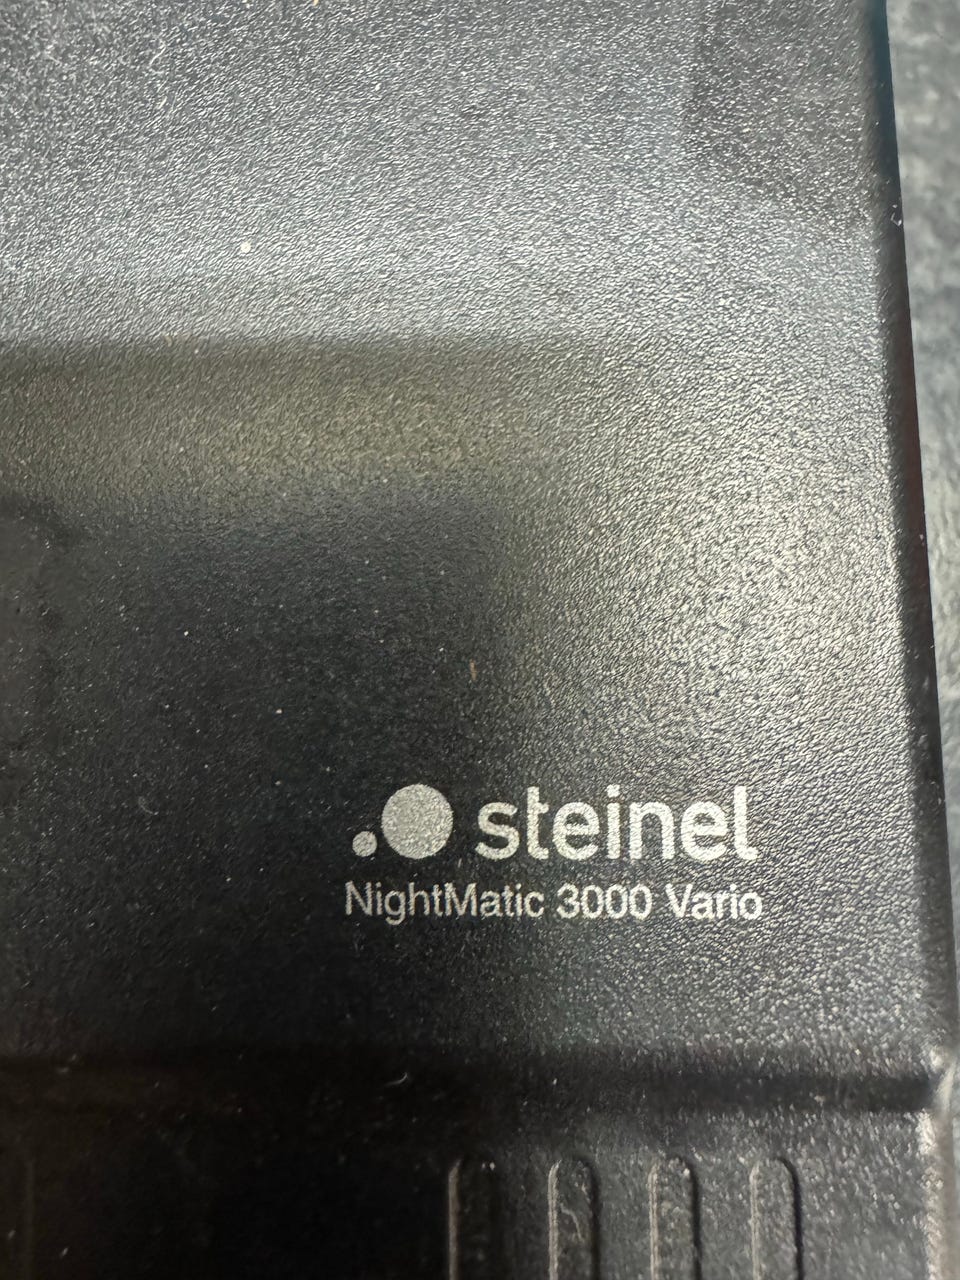 steinel
NightMatic 3000 Vario